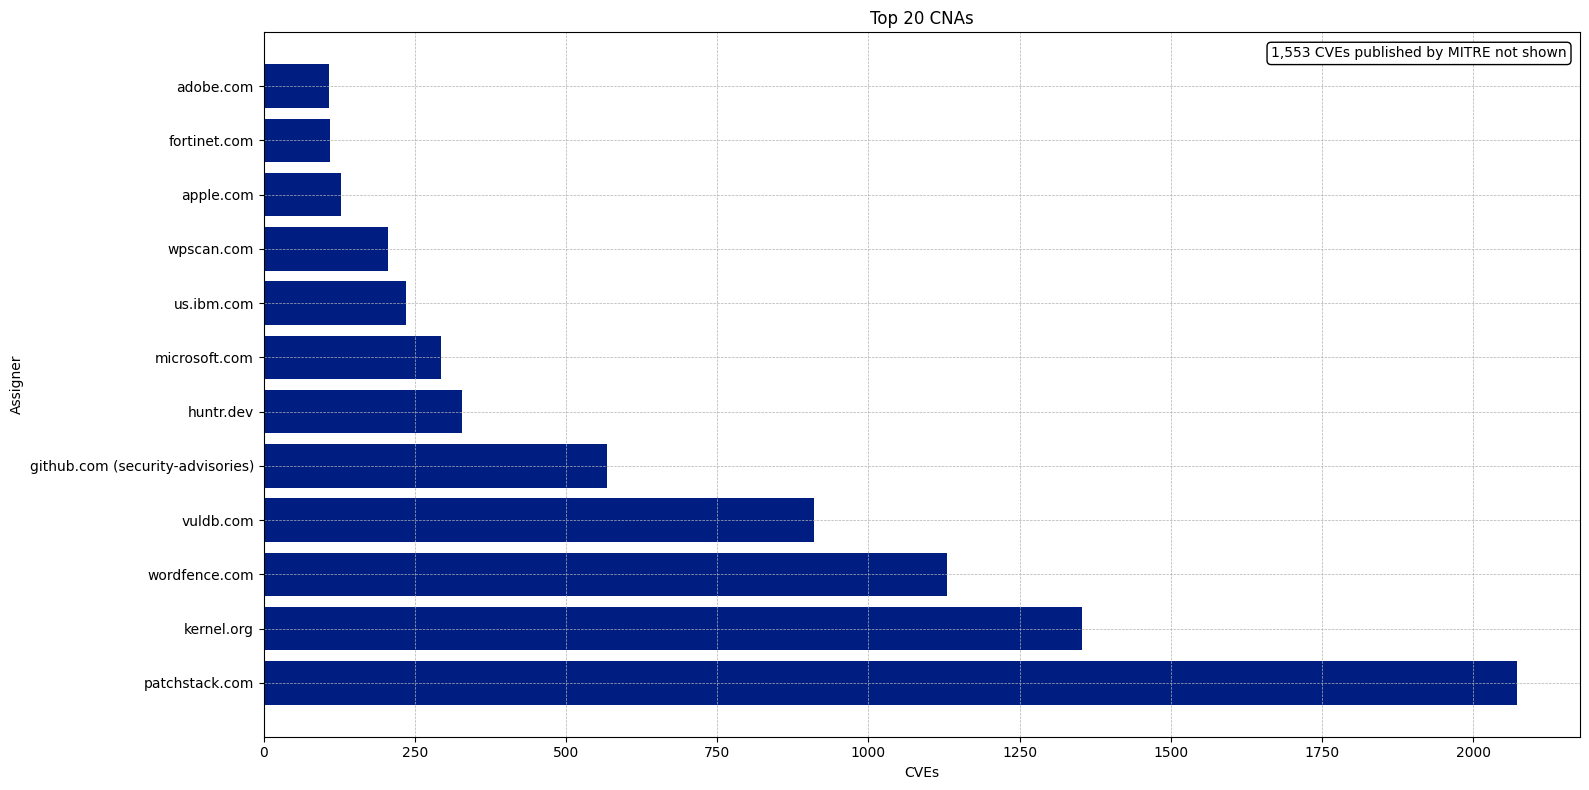 Top 20 CNAs
1,553 CVEs published by MITRE not shown
Assigner
adobe.com
fortinet.com
apple.com
wpscan.com
us.ibm.com
microsoft.com
huntr.dev
github.com (security-advisories)
vuldb.com
wordfence.com
kernel.org
patchstack.com
0 250 500 750 1000 1250 1500 1750 2000
CVEs